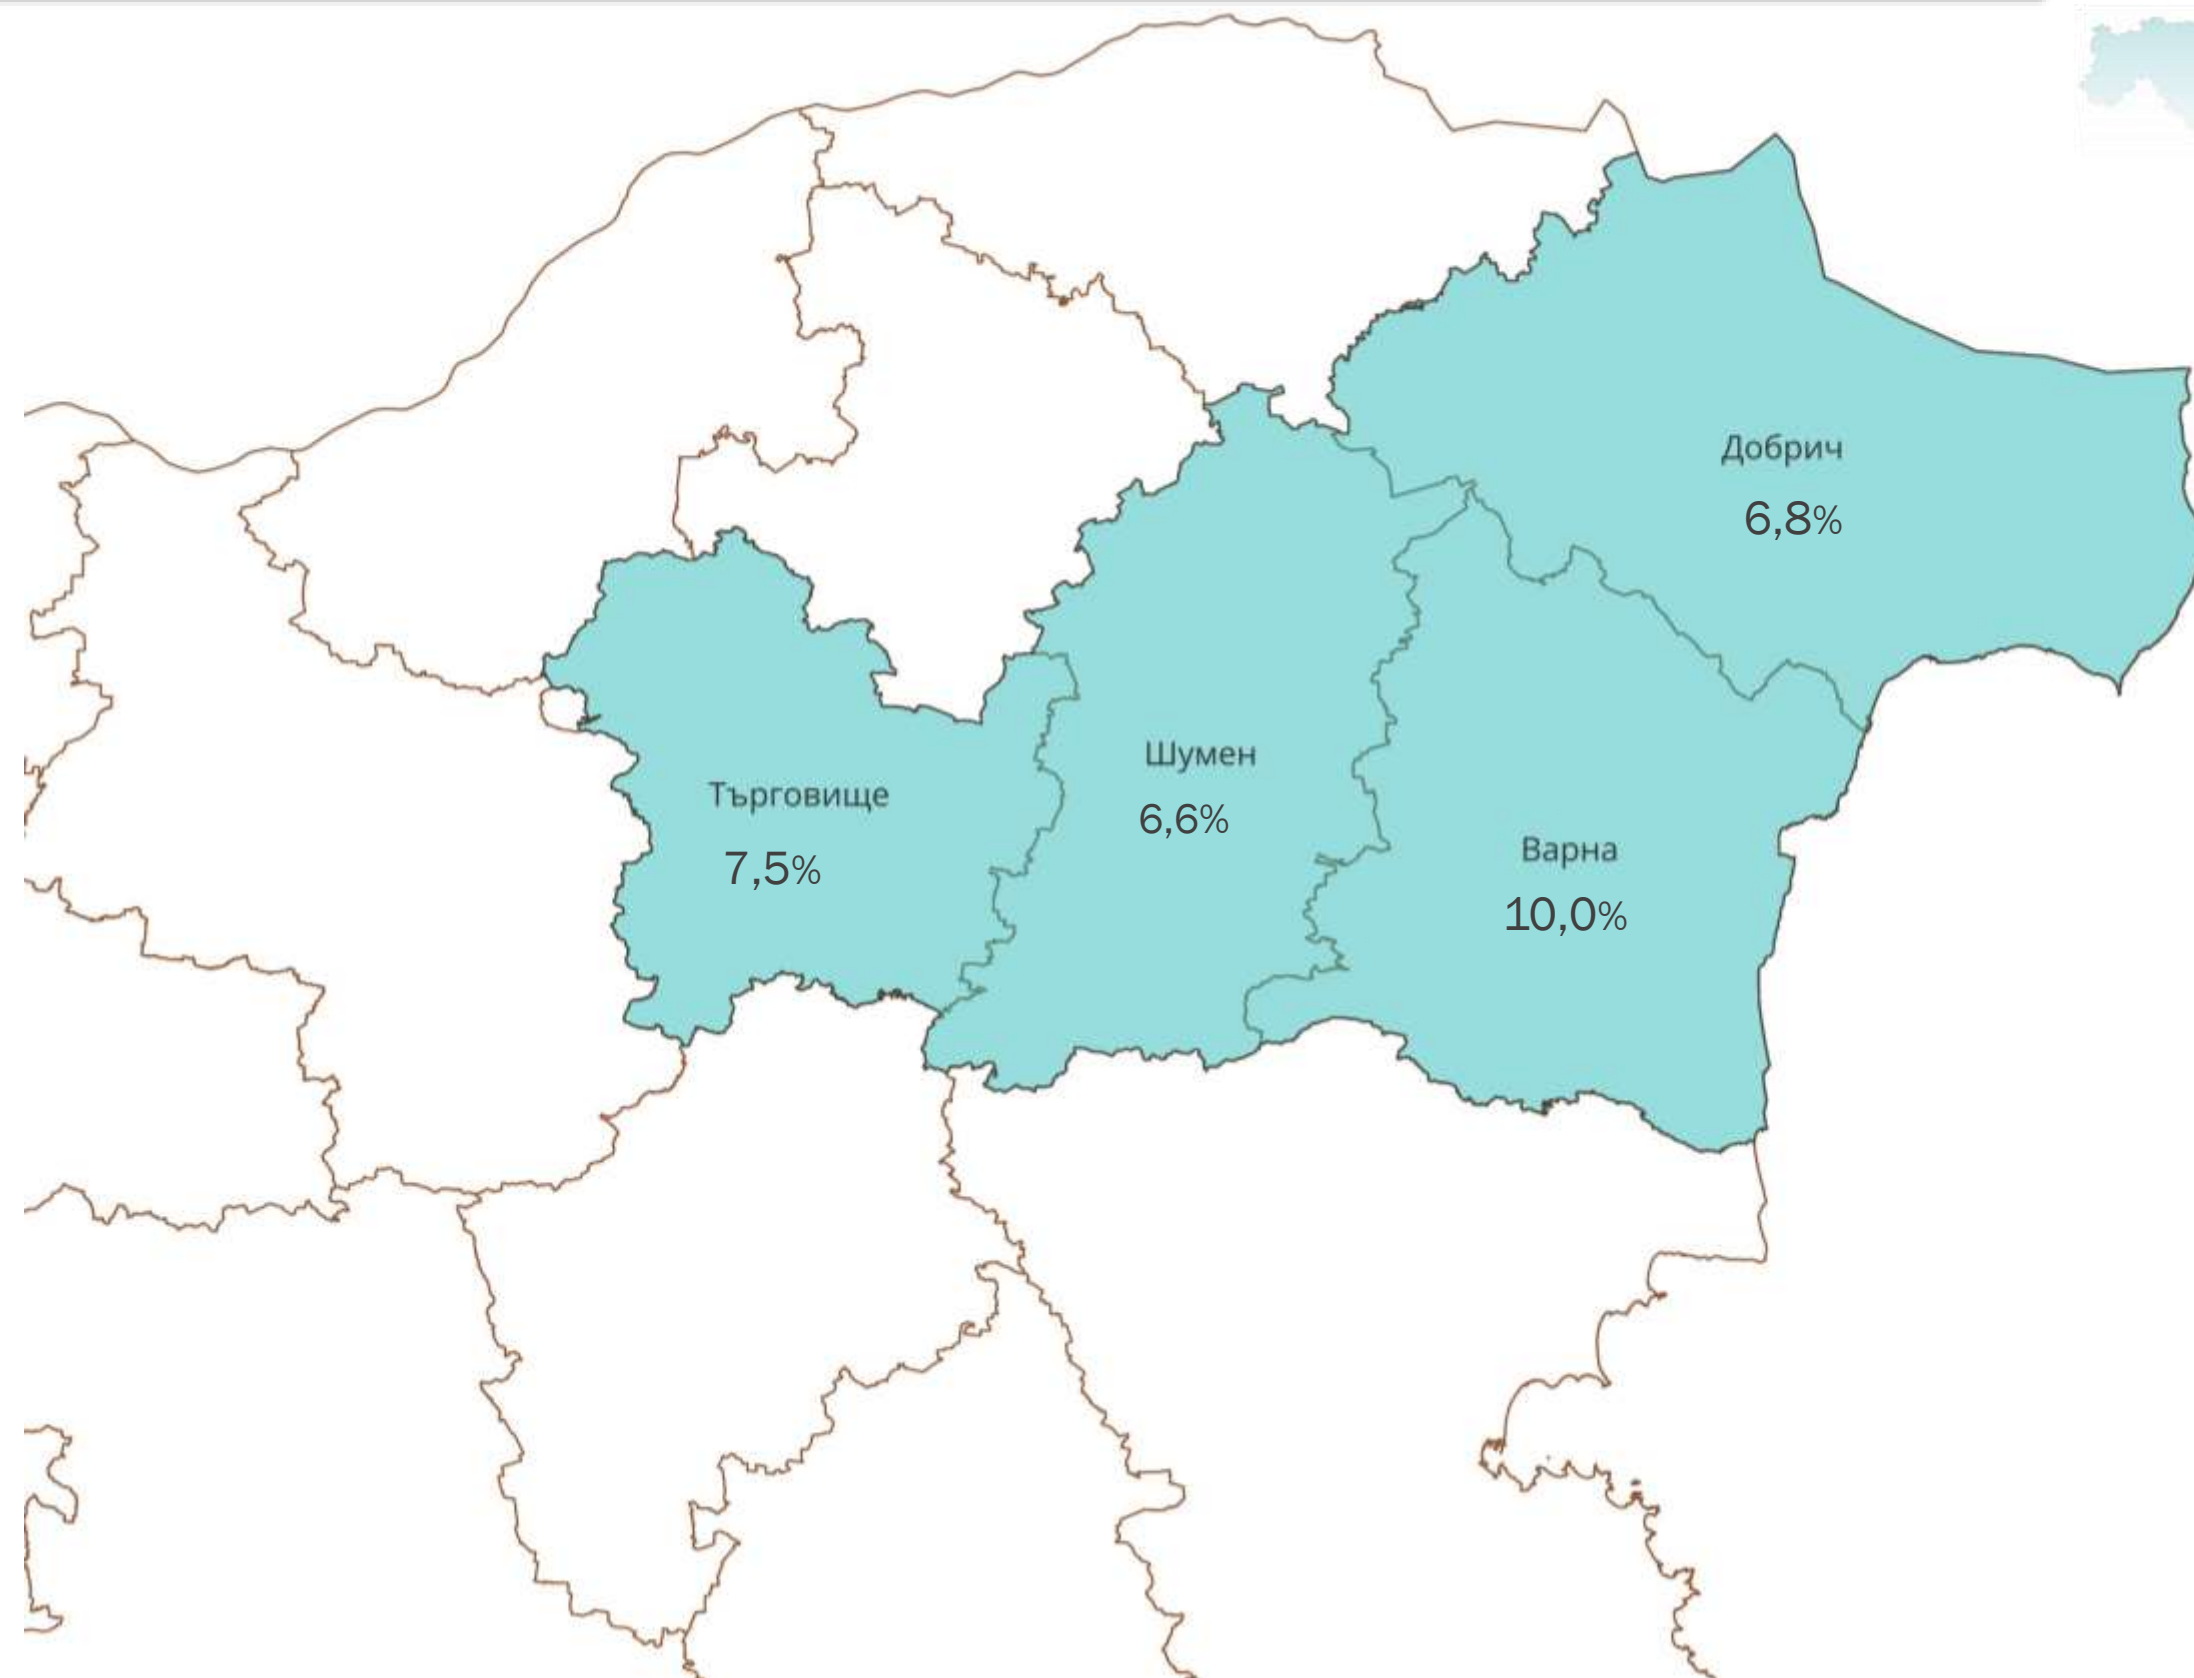 Добрич
6,8%
Шумен
6,6%
Търговище
7,5%
Варна
10,0%